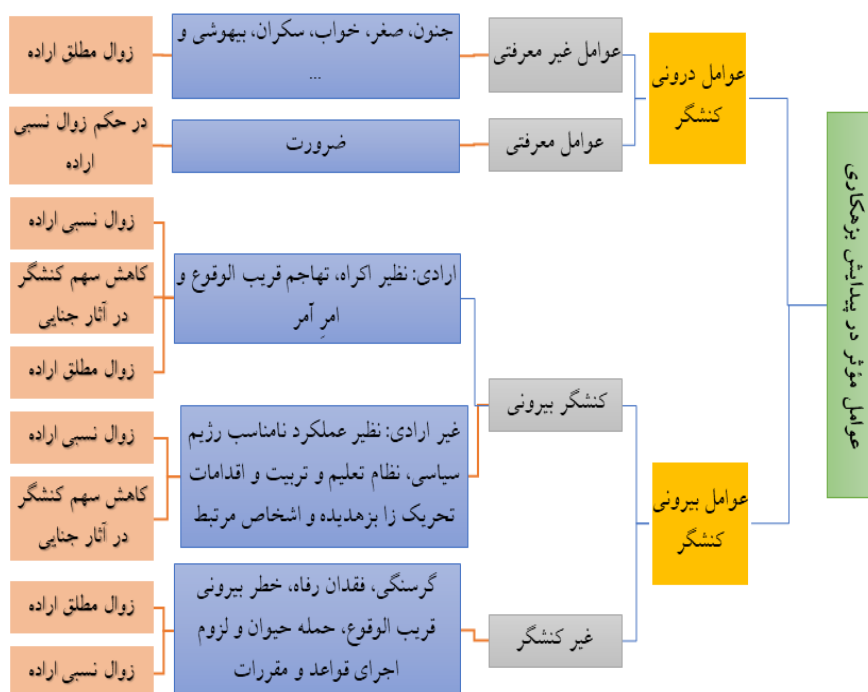 عوامل مؤثر در پیدایش بزهکاری
عوامل درونی
کنشگر
عوامل غیر معرفتی
جنون، صغر، خواب، سکران، بیهوشی و
...
زوال مطلق اراده
عوامل معرفتی
ضرورت
در حکم زوال نسبی
اراده
عوامل بیرونی
کنشگر
کنشگر بیرونی
ارادی: نظیر اکراه، تهاجم قریب الوقوع و
امرِ آمر
زوال نسبی اراده
کاهش سهم کنشگر
در آثار جنایی
زوال مطلق اراده
غیر ارادی: نظیر عملکرد نامناسب رژیم
سیاسی، نظام تعلیم و تربیت و اقدامات
تحریک زا بزهدیده و اشخاص مرتبط
زوال نسبی اراده
کاهش سهم کنشگر
در آثار جنایی
غیر کنشگر
گرسنگی، فقدان رفاه، خطر بیرونی
قریب الوقوع، حمله حیوان و لزوم
اجرای قواعد و مقررات
زوال مطلق اراده
زوال نسبی اراده